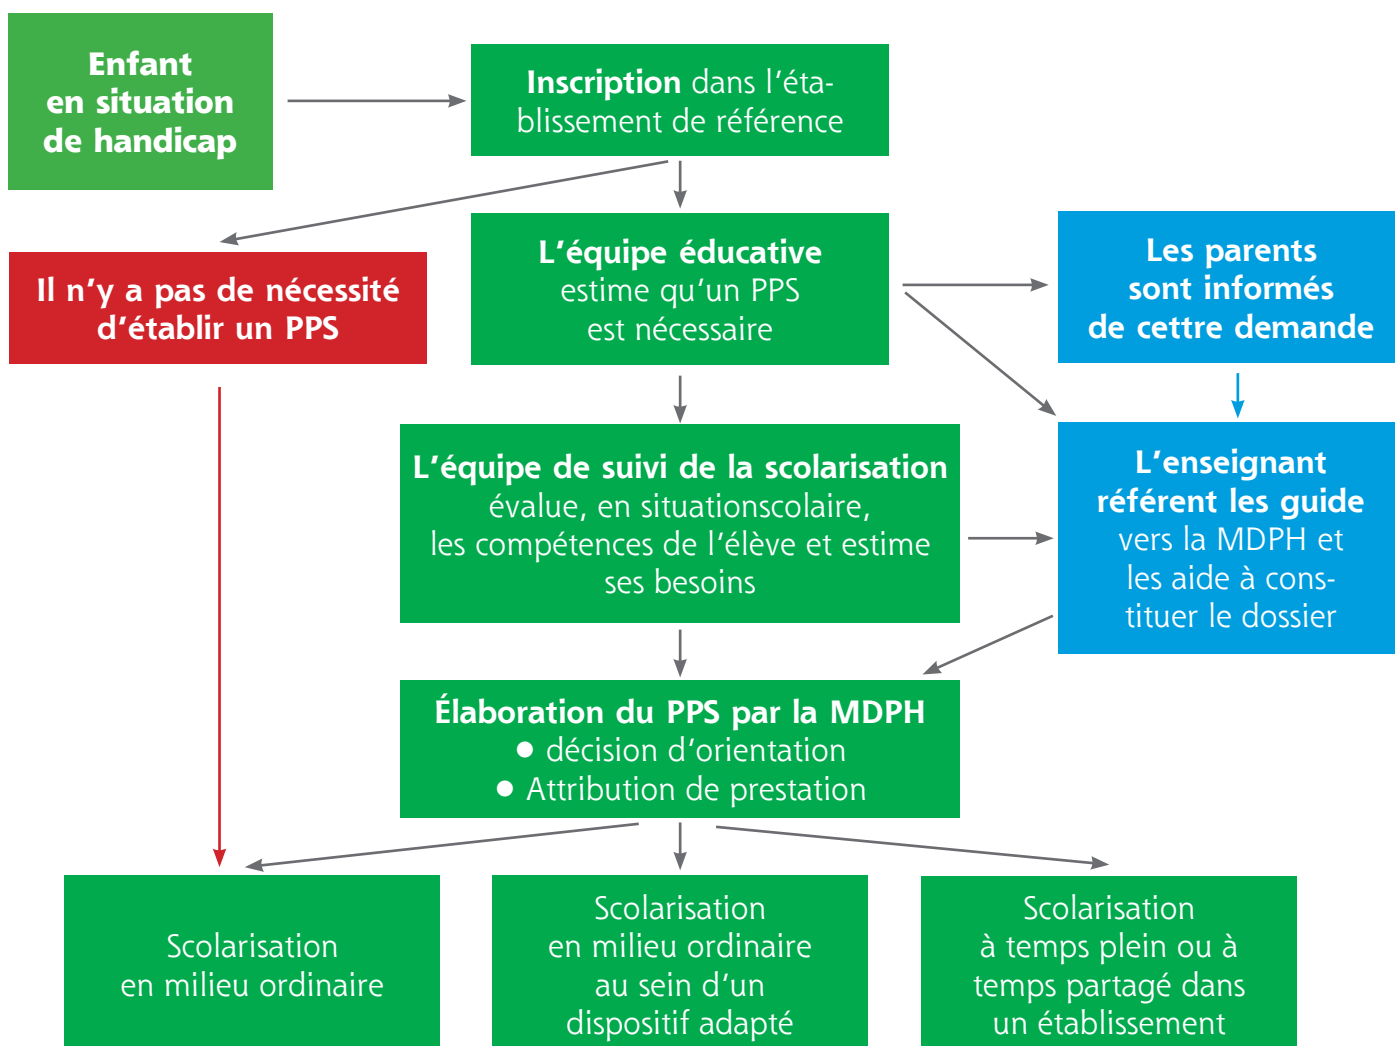 Enfant
en situation
de handicap
Inscription dans l'éta-
blissement de référence
Il n'y a pas de nécessité
d'établir un PPS
L'équipe éducative
estime qu'un PPS
est nécessaire
Les parents
sont informés
de cettre demande
L'équipe de suivi de la scolarisation
évalue, en situationscolaire,
les compétences de l'élève et estime
ses besoins
L'enseignant
référent les guide
vers la MDPH et
les aide à cons-
tituer le dossier
Élaboration du PPS par la MDPH
● décision d'orientation
● Attribution de prestation
Scolarisation
en milieu ordinaire
Scolarisation
en milieu ordinaire
au sein d'un
dispositif adapté
Scolarisation
à temps plein ou à
temps partagé dans
un établissement